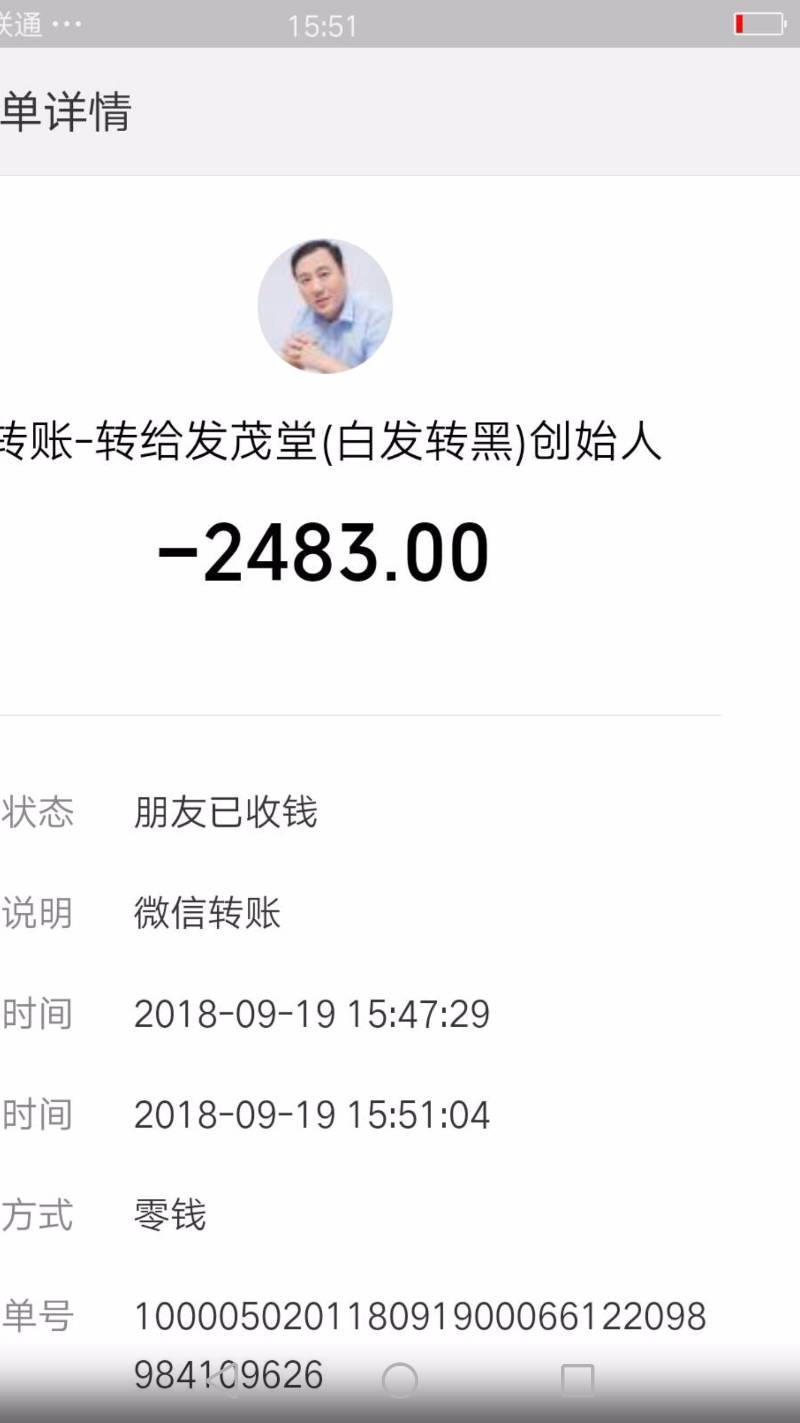 联通 ···
15:51
单详情
转账-转给发茂堂(白发转黑)创始人
-2483.00
状态 朋友已收钱
说明 微信转账
时间 2018-09-19 15:47:29
时间 2018-09-19 15:51:04
方式 零钱
单号 100005020118091900066122098
984109626